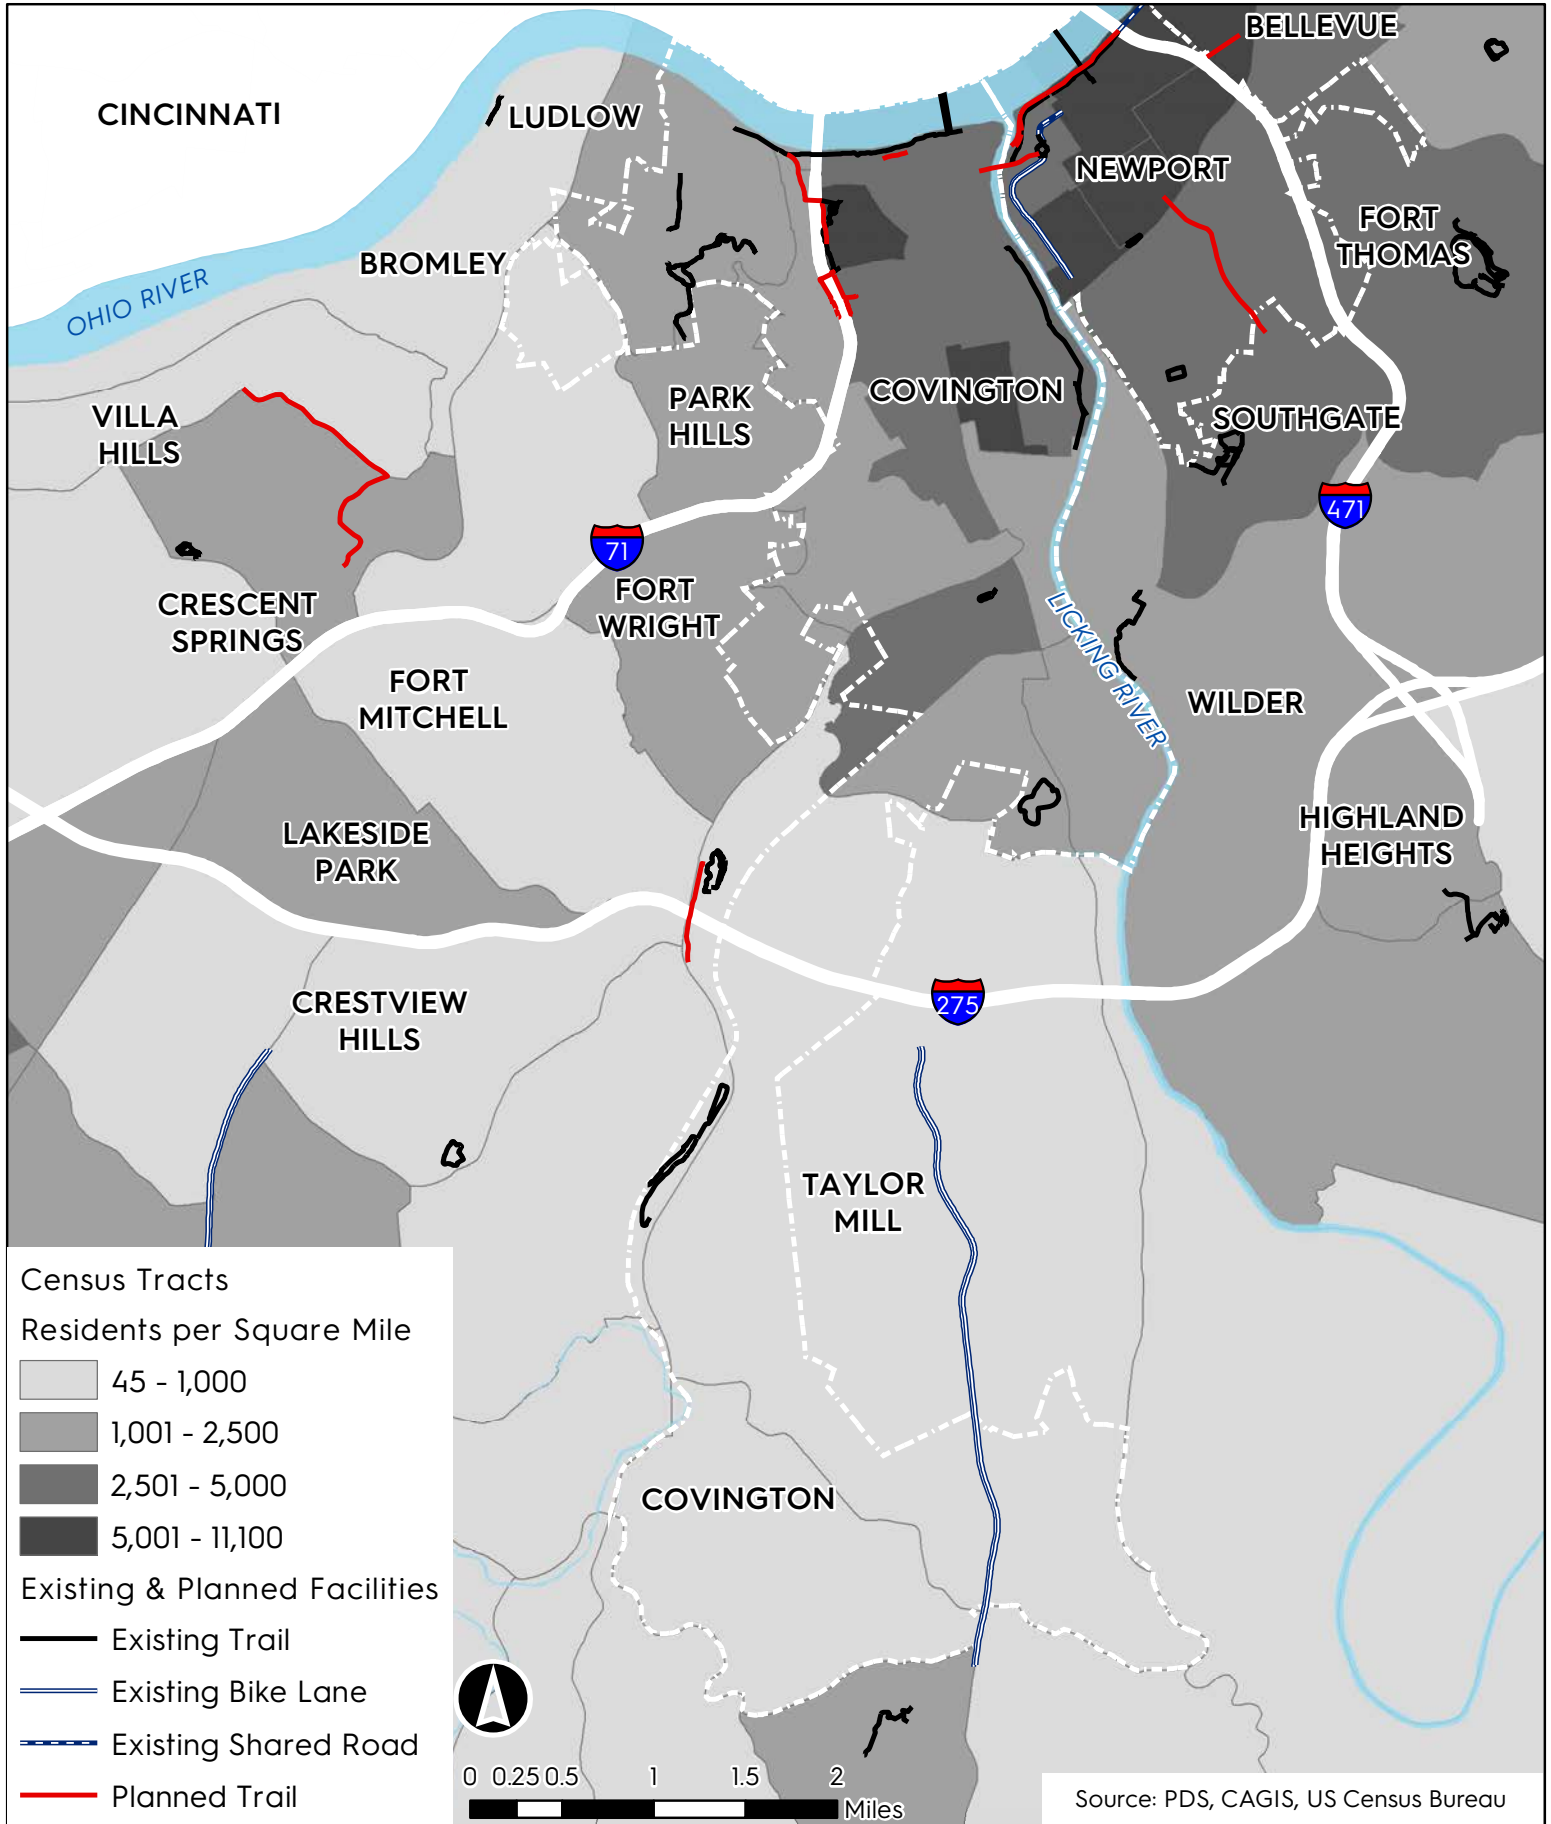 BELLEVUE
CINCINNATI
LUDLOW
NEWPORT
FORT
THOMAS
BROMLEY
OHIO RIVER
PARK
HILLS
COVINGTON
VILLA
HILLS
SOUTHGATE
471
71
CRESCENT
SPRINGS
FORT
WRIGHT
LICKING RIVER
FORT
MITCHELL
WILDER
LAKESIDE
PARK
HIGHLAND
HEIGHTS
CRESTVIEW
HILLS
275
TAYLOR
MILL
COVINGTON
Census Tracts
Residents per Square Mile
45 - 1,000
1,001 - 2,500
2,501 - 5,000
5,001 - 11,100
Existing & Planned Facilities
Existing Trail
Existing Bike Lane
Existing Shared Road
Planned Trail
0 0.25 0.5 1 1.5 2
Miles
Source: PDS, CAGIS, US Census Bureau